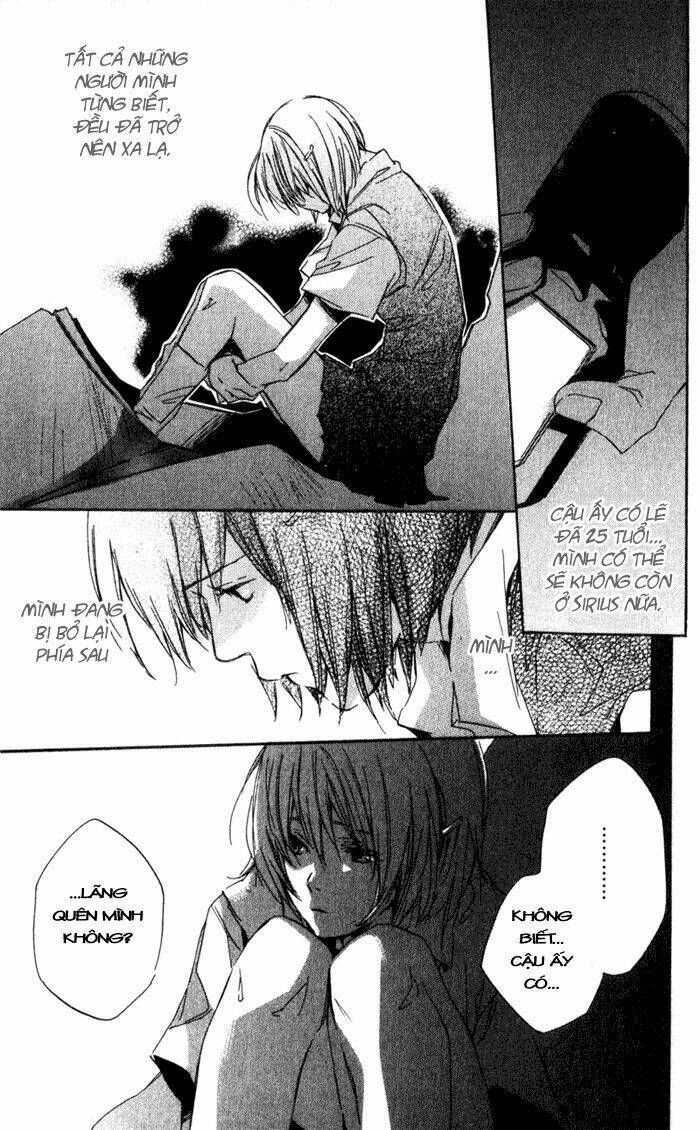 CẬU ẤY CÓ LẼ
ĐÃ 25 TUỔI...
MÌNH CÓ THỂ
SẼ KHÔNG CÒN
Ở SIRIUS NỮA.
TẤT CẢ NHỮNG
NGƯỜI MÌNH
TỪNG BIẾT,
ĐỀU ĐÃ TRỞ
NÊN XA LẠ.
MÌNH
...
MÌNH ĐANG
BỊ BỎ LẠI
PHÍA SAU
..........
KHÔNG
BIẾT...
CẬU ẤY
CÓ...
...LÃNG
QUÊN MÌNH
KHÔNG?